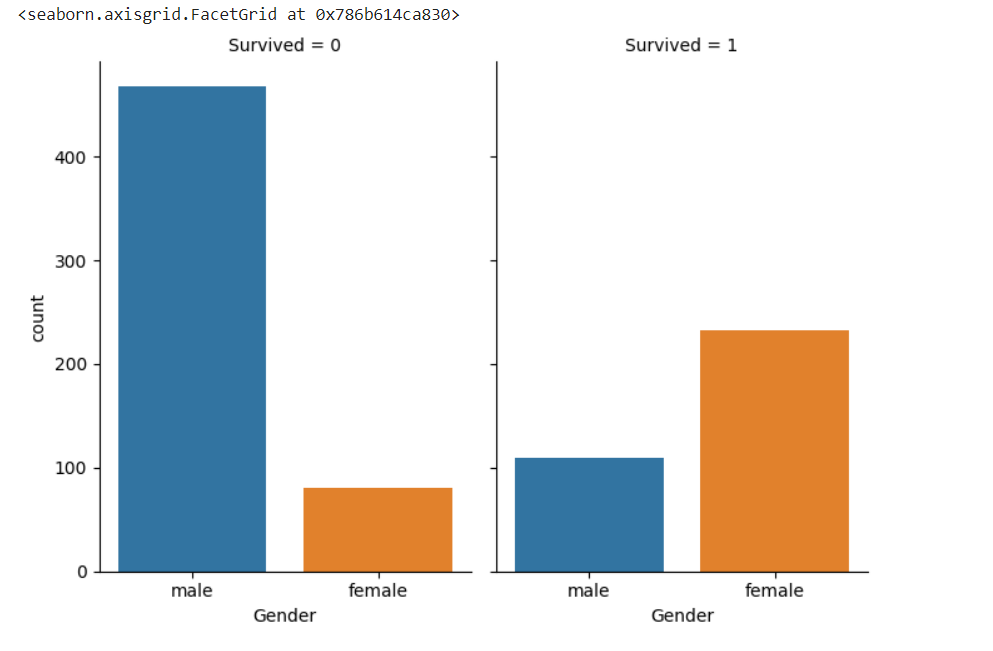 <seaborn.axisgrid.FacetGrid at 0x786b614ca830>
Survived = 0
Survived = 1
count
400
300
200
100
0
male
female
male
female
Gender
Gender